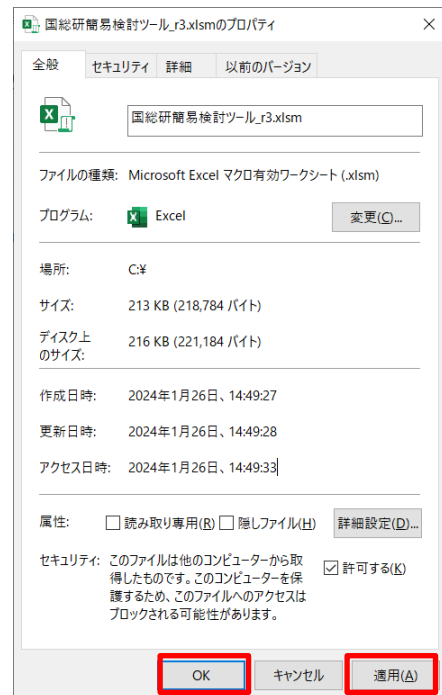 国総研簡易検討ツール_r3.xlsmのプロパティ
全般 セキュリティ 詳細 以前のバージョン
国総研簡易検討ツール_r3.xlsm
ファイルの種類: Microsoft Excel マクロ有効ワークシート (.xlsm)
プログラム: Excel 変更(C)...
場所: C:¥
サイズ: 213 KB (218,784 バイト)
ディスク上
のサイズ: 216 KB (221,184 バイト)
作成日時: 2024年1月26日、14:49:27
更新日時: 2024年1月26日、14:49:28
アクセス日時: 2024年1月26日、14:49:33
属性: 読み取り専用(R) 隠しファイル(H) 詳細設定(D)...
セキュリティ: このファイルは他のコンピューターから取
得したものです。このコンピューターを保
護するため、このファイルへのアクセスは
ブロックされる可能性があります。
許可する(K)
OK キャンセル 適用(A)